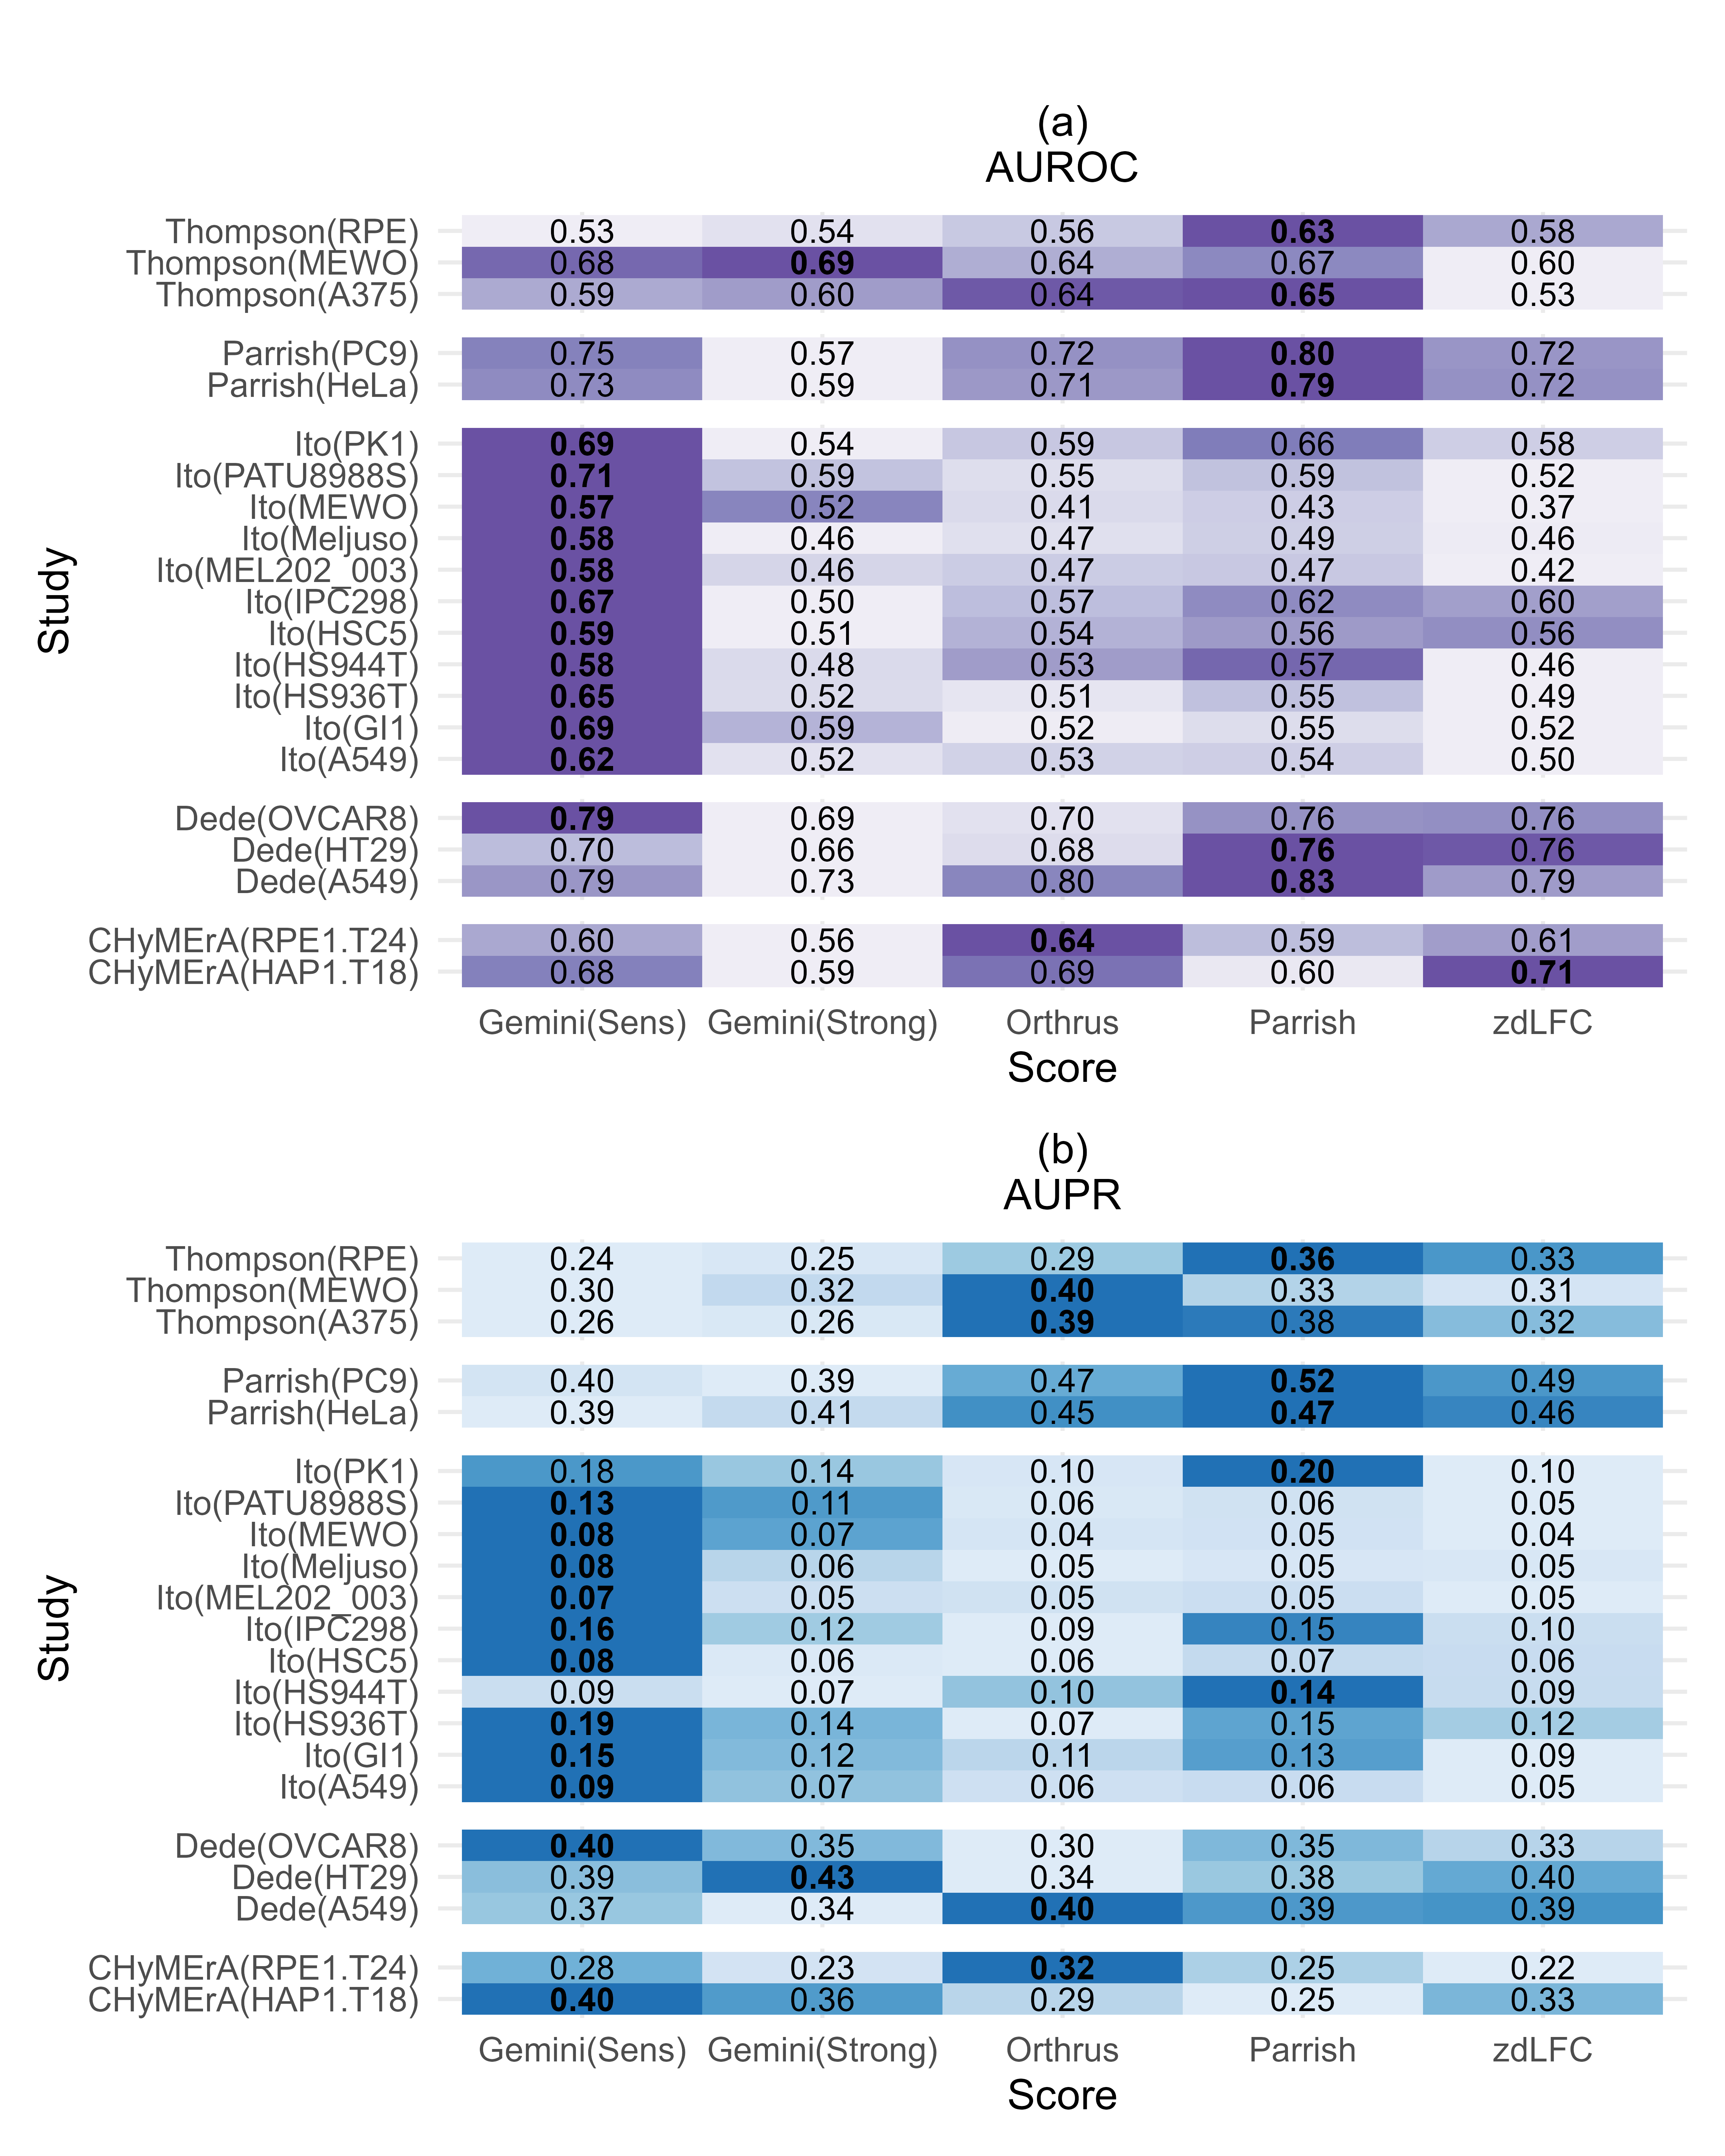 (a)
AUROC
Thompson(RPE) 0.53 0.54 0.56 0.63 0.58
Thompson(MEWO) 0.68 0.69 0.64 0.67 0.60
Thompson(A375) 0.59 0.60 0.64 0.65 0.53
Parrish(PC9) 0.75 0.57 0.72 0.80 0.72
Parrish(HeLa) 0.73 0.59 0.71 0.79 0.72
Ito(PK1) 0.69 0.54 0.59 0.66 0.58
Ito(PATU8988S) 0.71 0.59 0.55 0.59 0.52
Ito(MEWO) 0.57 0.52 0.41 0.43 0.37
Ito(Meljuso) 0.58 0.46 0.47 0.49 0.46
Ito(MEL202_003) 0.58 0.46 0.47 0.47 0.42
Ito(IPC298) 0.67 0.50 0.57 0.62 0.60
Ito(HSC5) 0.59 0.51 0.54 0.56 0.56
Ito(HS944T) 0.58 0.48 0.53 0.57 0.46
Ito(HS936T) 0.65 0.52 0.51 0.55 0.49
Ito(GI1) 0.69 0.59 0.52 0.55 0.52
Ito(A549) 0.62 0.52 0.53 0.54 0.50
Dede(OVCAR8) 0.79 0.69 0.70 0.76 0.76
Dede(HT29) 0.70 0.66 0.68 0.76 0.76
Dede(A549) 0.79 0.73 0.80 0.83 0.79
CHyMErA(RPE1.T24) 0.60 0.56 0.64 0.59 0.61
CHyMErA(HAP1.T18) 0.68 0.59 0.69 0.60 0.71
Study
Gemini(Sens) Gemini(Strong) Orthrus Parrish zdLFC
Score
(b)
AUPR
Thompson(RPE) 0.24 0.25 0.29 0.36 0.33
Thompson(MEWO) 0.30 0.32 0.40 0.33 0.31
Thompson(A375) 0.26 0.26 0.39 0.38 0.32
Parrish(PC9) 0.40 0.39 0.47 0.52 0.49
Parrish(HeLa) 0.39 0.41 0.45 0.47 0.46
Ito(PK1) 0.18 0.14 0.10 0.20 0.10
Ito(PATU8988S) 0.13 0.11 0.06 0.06 0.05
Ito(MEWO) 0.08 0.07 0.04 0.05 0.04
Ito(Meljuso) 0.08 0.06 0.05 0.05 0.05
Ito(MEL202_003) 0.07 0.05 0.05 0.05 0.05
Ito(IPC298) 0.16 0.12 0.09 0.15 0.10
Ito(HSC5) 0.08 0.06 0.06 0.07 0.06
Ito(HS944T) 0.09 0.07 0.10 0.14 0.09
Ito(HS936T) 0.19 0.14 0.07 0.15 0.12
Ito(GI1) 0.15 0.12 0.11 0.13 0.09
Ito(A549) 0.09 0.07 0.06 0.06 0.05
Dede(OVCAR8) 0.40 0.35 0.30 0.35 0.33
Dede(HT29) 0.39 0.43 0.34 0.38 0.40
Dede(A549) 0.37 0.34 0.40 0.39 0.39
CHyMErA(RPE1.T24) 0.28 0.23 0.32 0.25 0.22
CHyMErA(HAP1.T18) 0.40 0.36 0.29 0.25 0.33
Study
Gemini(Sens) Gemini(Strong) Orthrus Parrish zdLFC
Score